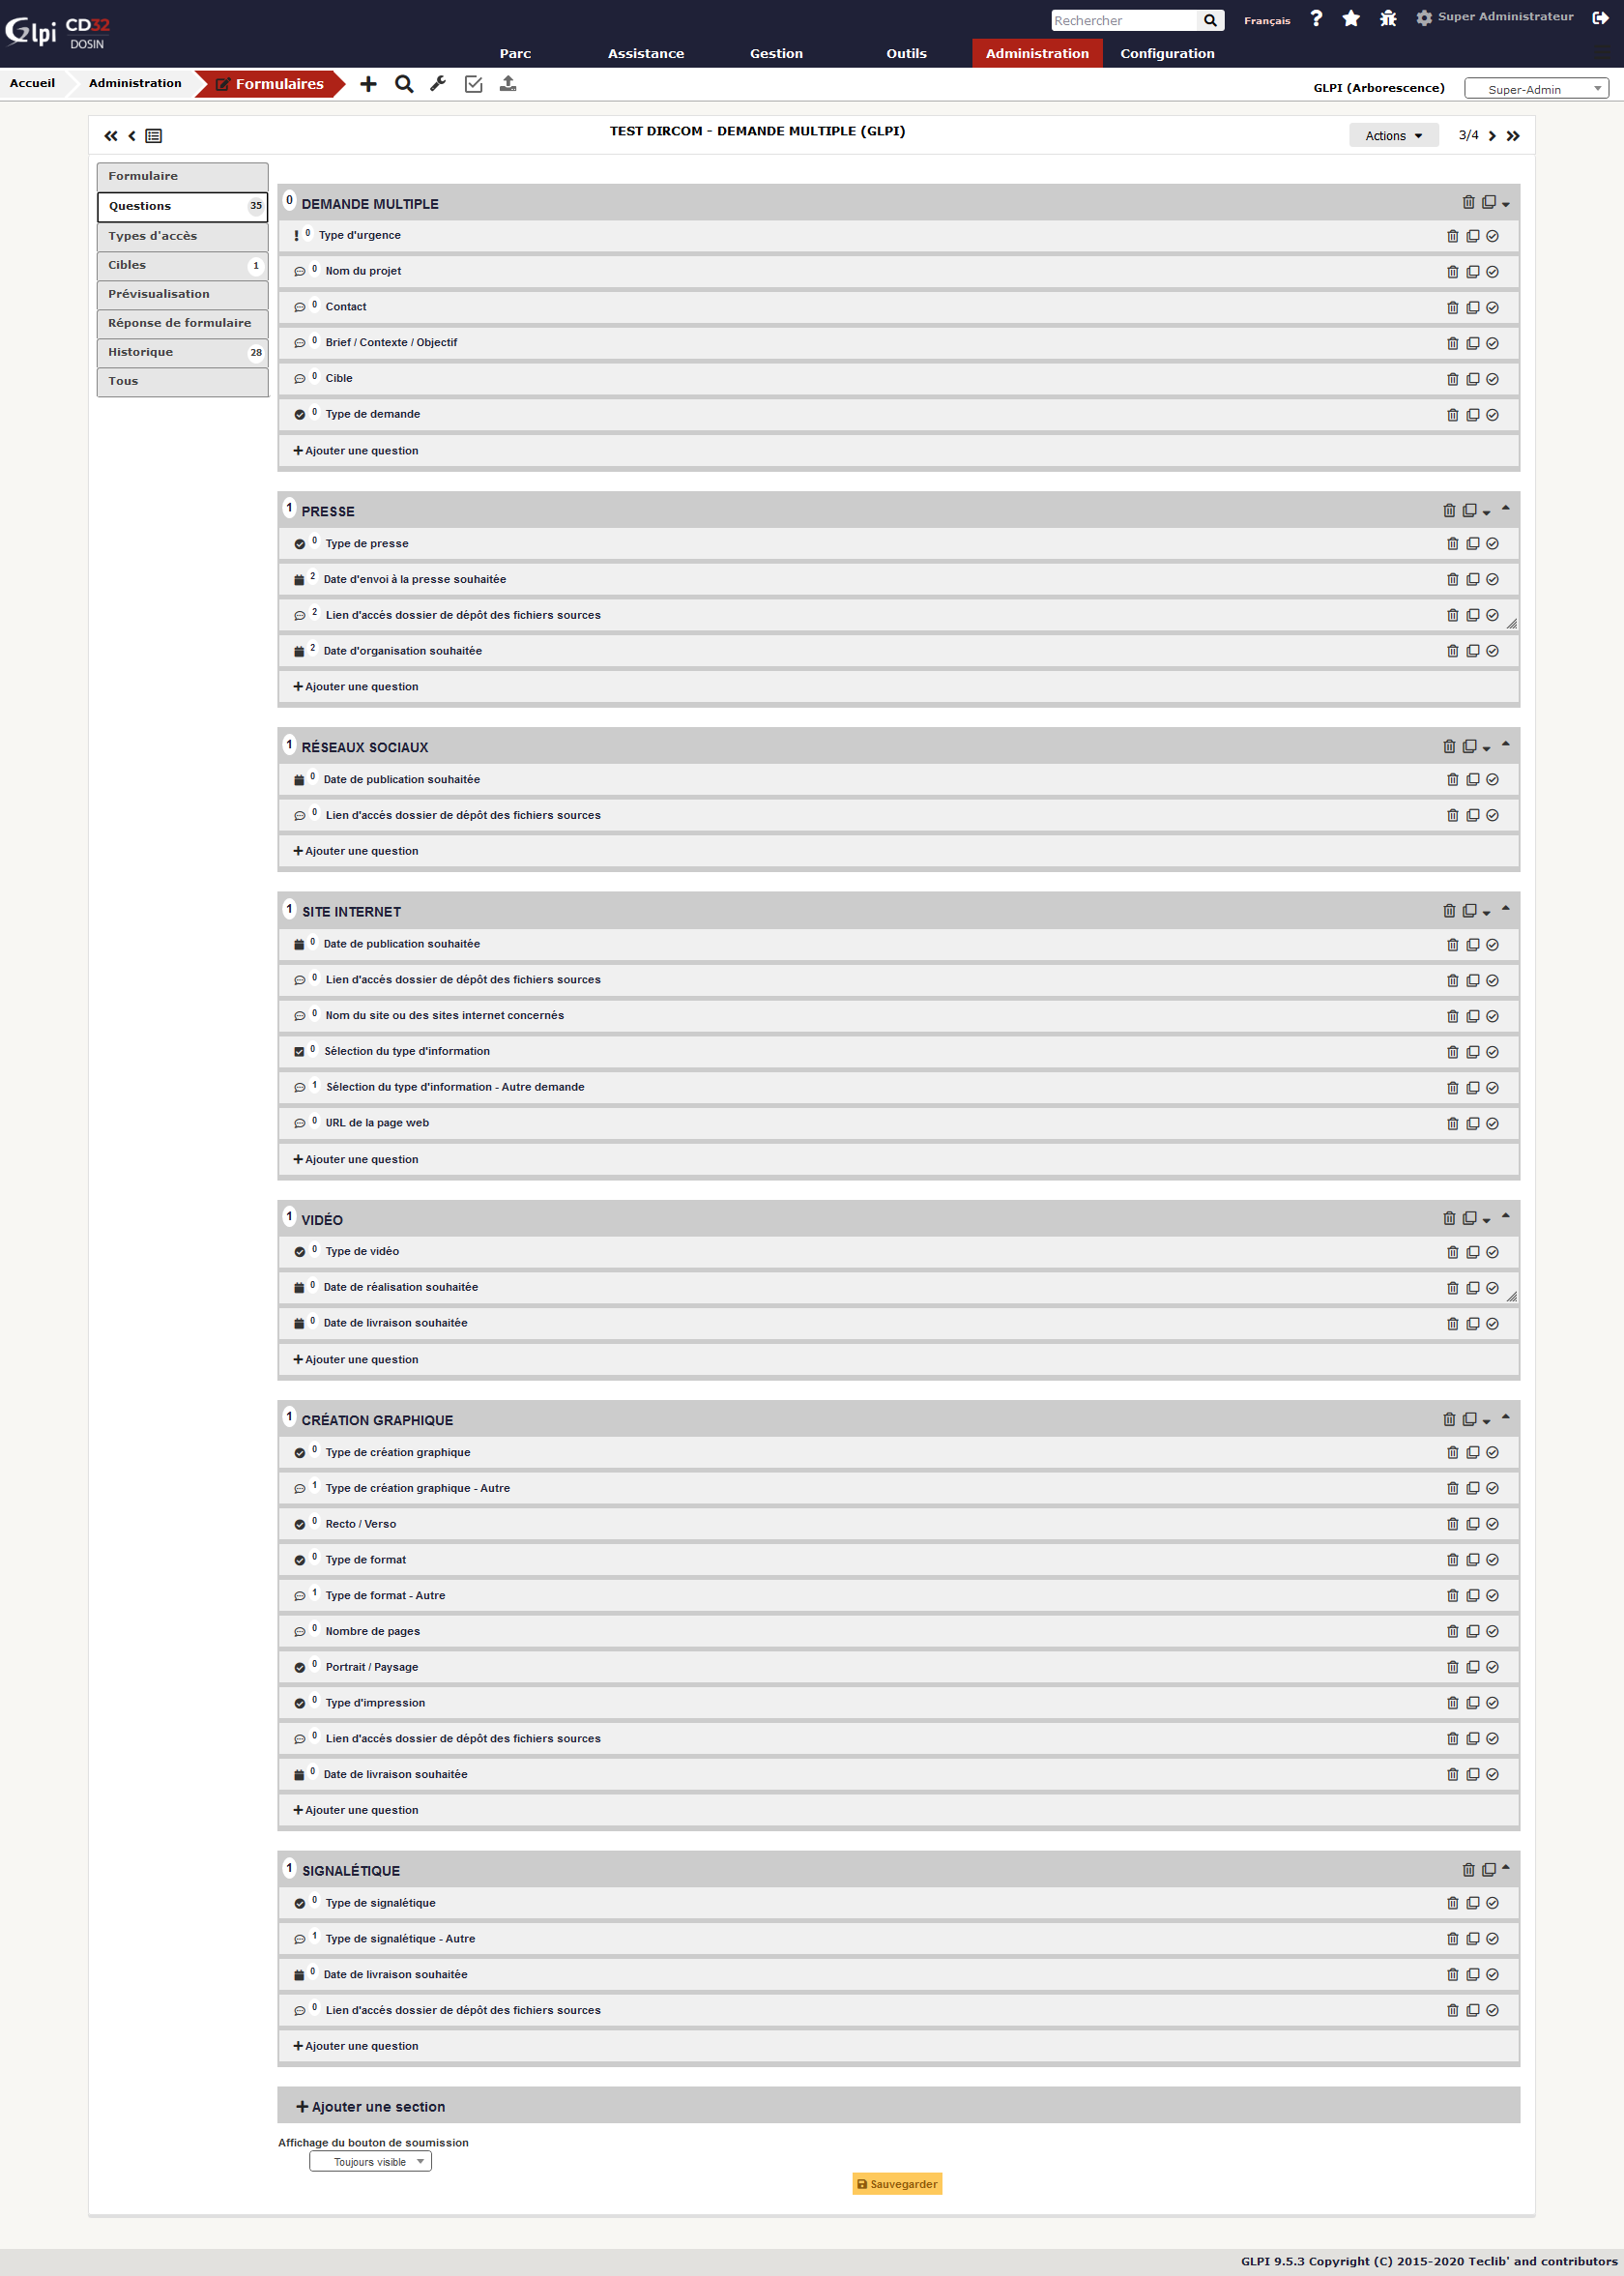 Glpi CD32 DOSIN
Rechercher
Français
Super Administrateur
Parc Assistance Gestion Outils Administration Configuration
Accueil Administration Formulaires
GLPI (Arborescence) Super-Admin
TEST DIRCOM - DEMANDE MULTIPLE (GLPI)
Actions 3/4
Formulaire
Questions 35
Types d'accès
Cibles 1
Prévisualisation
Réponse de formulaire
Historique 28
Tous
0 DEMANDE MULTIPLE
0 Type d'urgence
0 Nom du projet
0 Contact
0 Brief / Contexte / Objectif
0 Cible
0 Type de demande
Ajouter une question
1 PRESSE
0 Type de presse
2 Date d'envoi à la presse souhaitée
2 Lien d'accés dossier de dépôt des fichiers sources
2 Date d'organisation souhaitée
Ajouter une question
1 RÉSEAUX SOCIAUX
0 Date de publication souhaitée
0 Lien d'accés dossier de dépôt des fichiers sources
Ajouter une question
1 SITE INTERNET
0 Date de publication souhaitée
0 Lien d'accés dossier de dépôt des fichiers sources
0 Nom du site ou des sites internet concernés
0 Sélection du type d'information
1 Sélection du type d'information - Autre demande
0 URL de la page web
Ajouter une question
1 VIDÉO
0 Type de vidéo
0 Date de réalisation souhaitée
0 Date de livraison souhaitée
Ajouter une question
1 CRÉATION GRAPHIQUE
0 Type de création graphique
1 Type de création graphique - Autre
0 Recto / Verso
0 Type de format
1 Type de format - Autre
0 Nombre de pages
0 Portrait / Paysage
0 Type d'impression
0 Lien d'accés dossier de dépôt des fichiers sources
0 Date de livraison souhaitée
Ajouter une question
1 SIGNALÉTIQUE
0 Type de signalétique
1 Type de signalétique - Autre
0 Date de livraison souhaitée
0 Lien d'accés dossier de dépôt des fichiers sources
Ajouter une question
Ajouter une section
Affichage du bouton de soumission
Toujours visible
Sauvegarder
GLPI 9.5.3 Copyright (C) 2015-2020 Teclib' and contributors